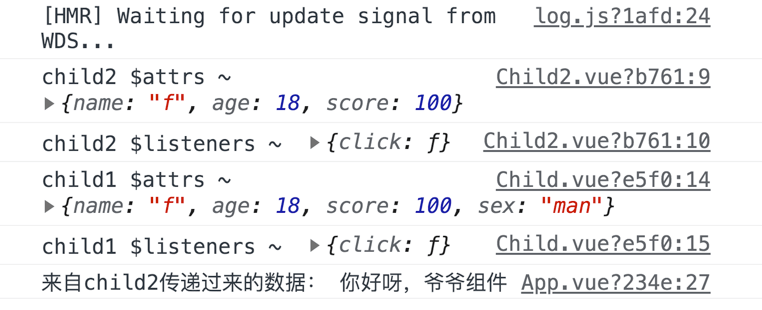 [HMR] Waiting for update signal from log.js?1afd:24
WDS...
child2 $attrs ~ Child2.vue?b761:9
▶{name: "f", age: 18, score: 100}
child2 $listeners ~ ▶{click: ƒ} Child2.vue?b761:10
child1 $attrs ~ Child.vue?e5f0:14
▶{name: "f", age: 18, score: 100, sex: "man"}
child1 $listeners ~ ▶{click: ƒ} Child.vue?e5f0:15
来自child2传递过来的数据： 你好呀，爷爷组件 App.vue?234e:27